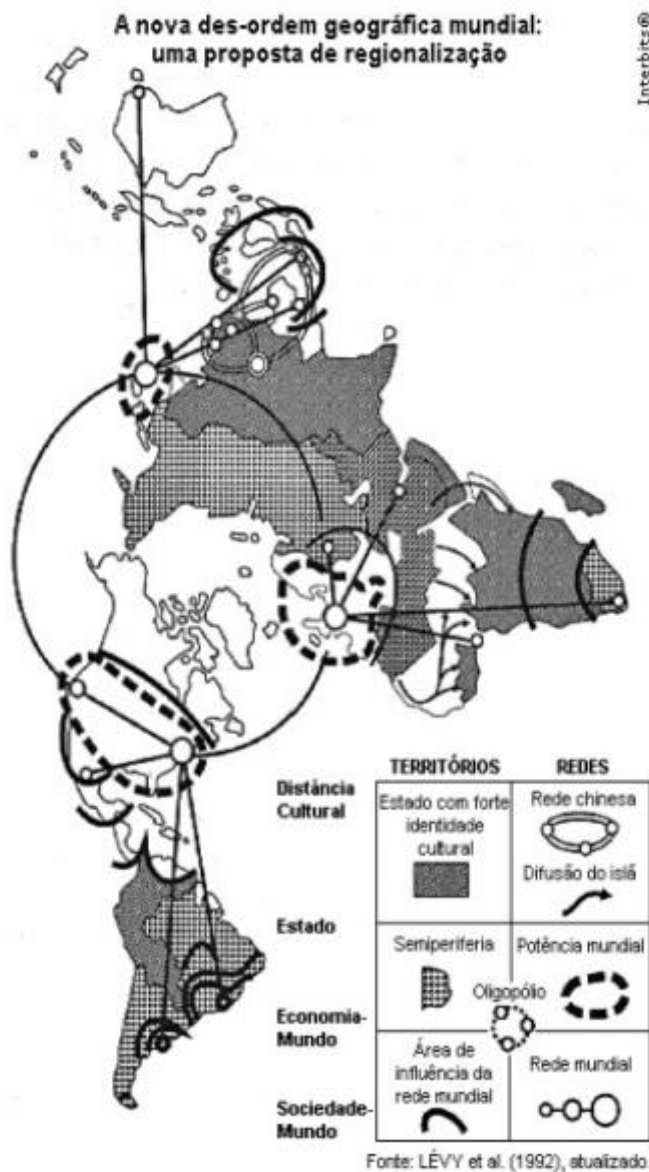 A nova des-ordem geográfica mundial:
uma proposta de regionalização
Interbits®
TERRITÓRIOS
REDES
Distância
Cultural
Estado com forte
identidade
cultural
Rede chinesa
Difusão do islã
Estado
Semiperiferia
Potência mundial
Oligopólio
Economia-
Mundo
Área de
influência da
rede mundial
Rede mundial
Sociedade-
Mundo
Fonte: LÉVY et al. (1992), atualizado